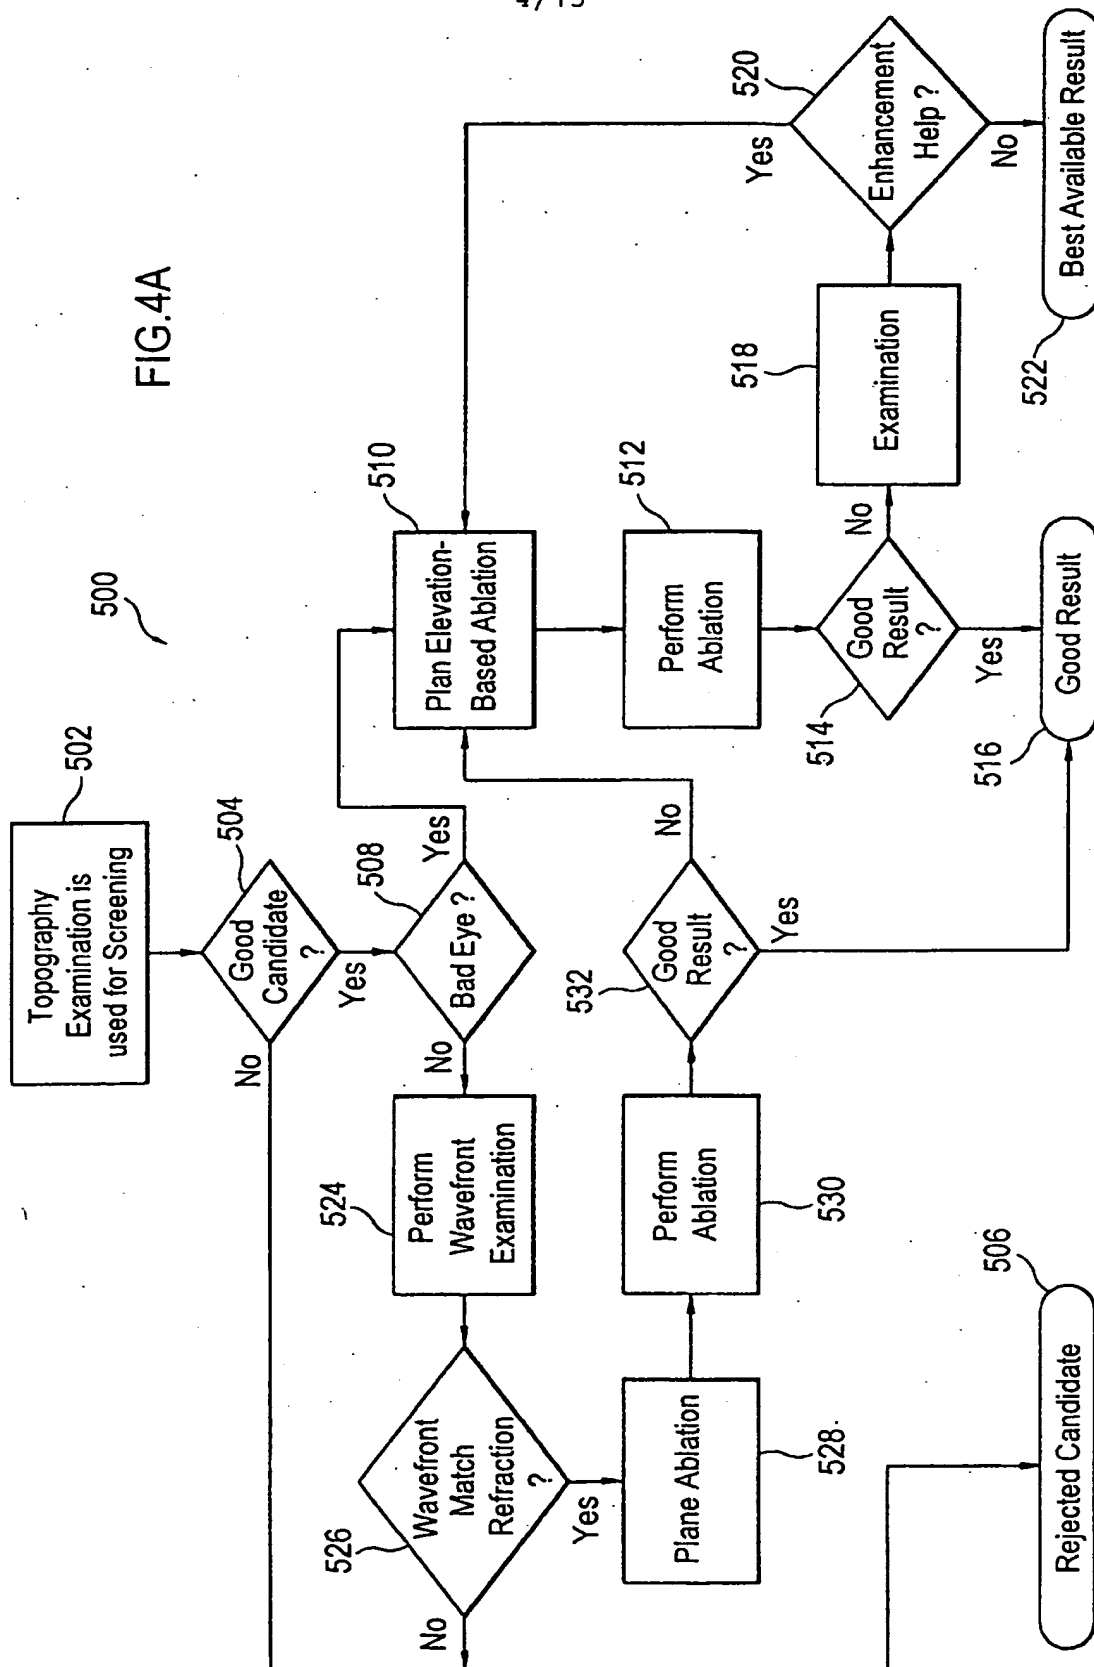 4/15
FIG.4A
500
502
Topography
Examination is
used for Screening
504
Good
Candidate
?
No
Yes
508
Bad Eye ?
Yes
No
524
Perform
Wavefront
Examination
526
Wavefront
Match
Refraction
?
No
Yes
528
Plane Ablation
530
Perform
Ablation
532
Good
Result
?
No
Yes
510
Plan Elevation-
Based Ablation
512
Perform
Ablation
514
Good
Result
?
No
Yes
516
Good Result
518
Examination
520
Enhancement
Help ?
Yes
No
522
Best Available Result
506
Rejected Candidate